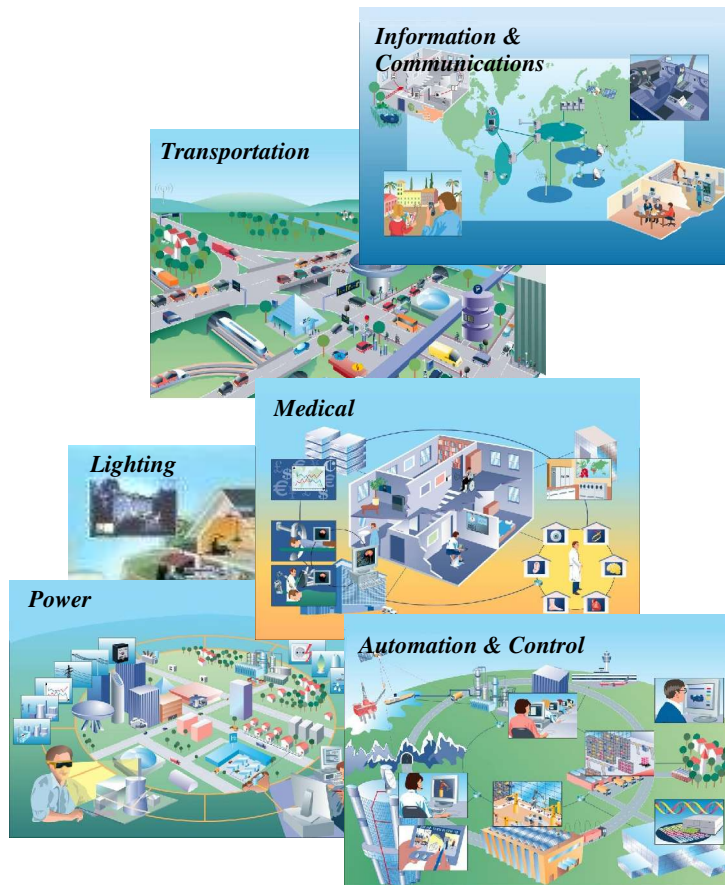 Information &
Communications
Transportation
Medical
Lighting
Power
Automation & Control